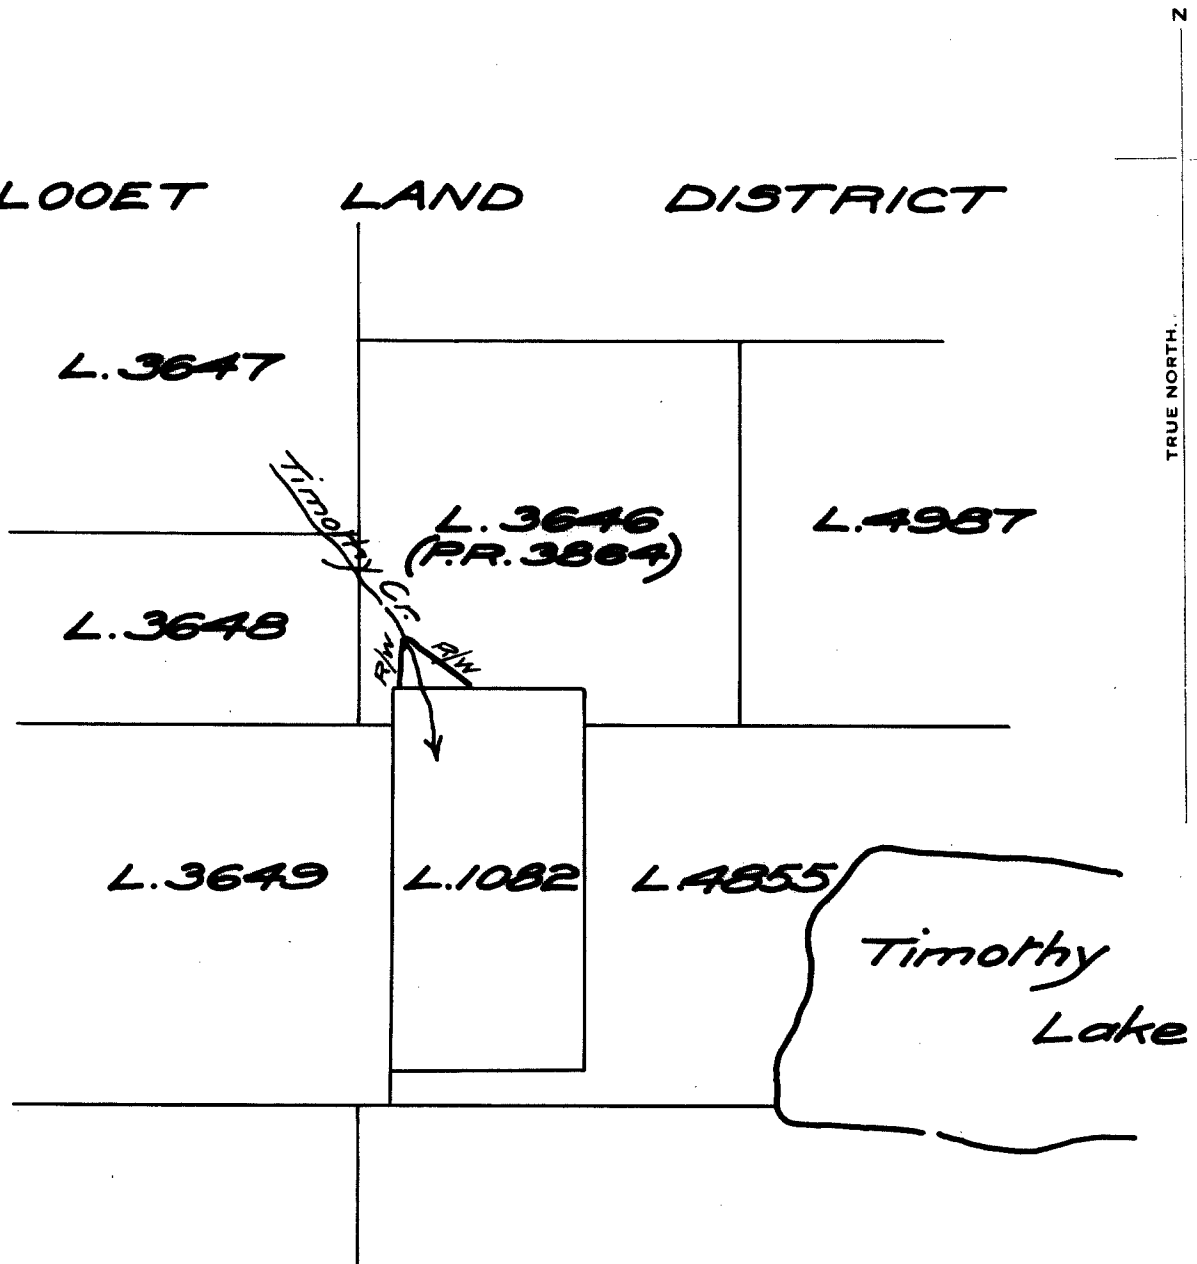 N
LOOET LAND DISTRICT
TRUE NORTH.
L.3647
Timothy Cr.
L.3646
(P.R. 3864)
L.4987
L.3648
R/W
R/W
L.3649
L.1082
L.4855
Timothy
Lake